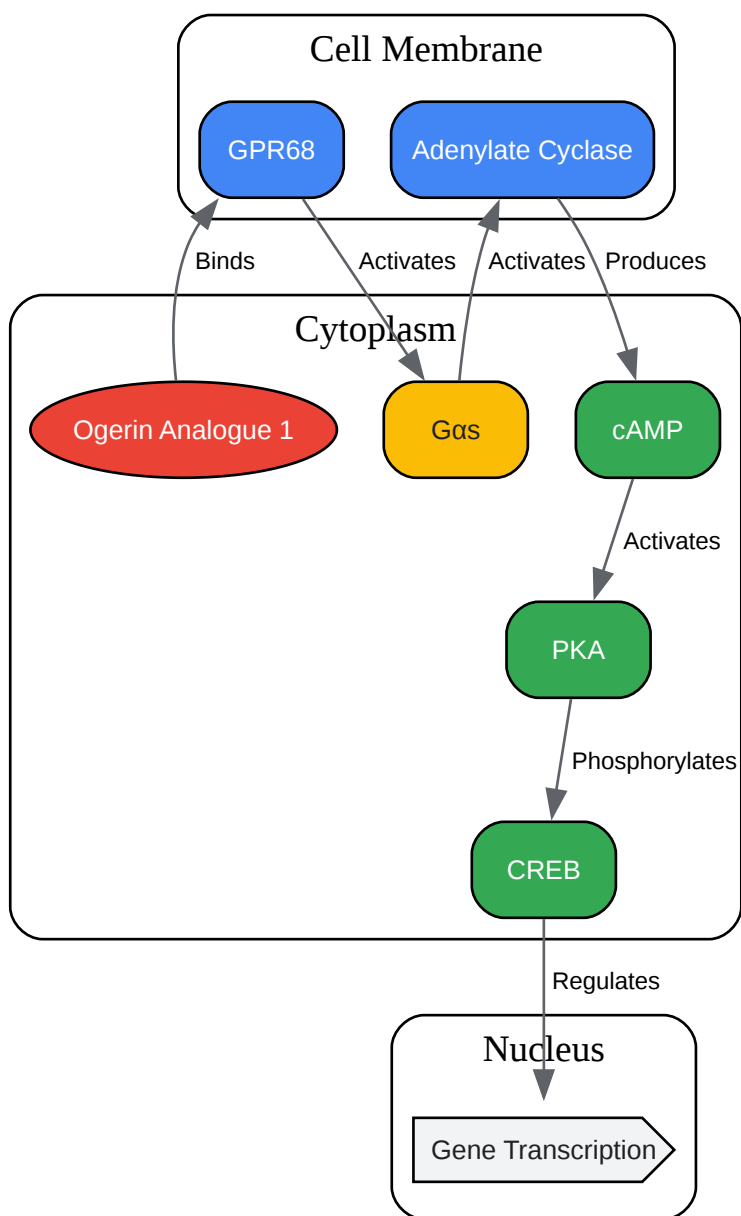 Cell Membrane
GPR68
Adenylate Cyclase
Binds
Activates
Activates
Produces
Cytoplasm
Ogerin Analogue 1
Gαs
cAMP
Activates
PKA
Phosphorylates
CREB
Regulates
Nucleus
Gene Transcription